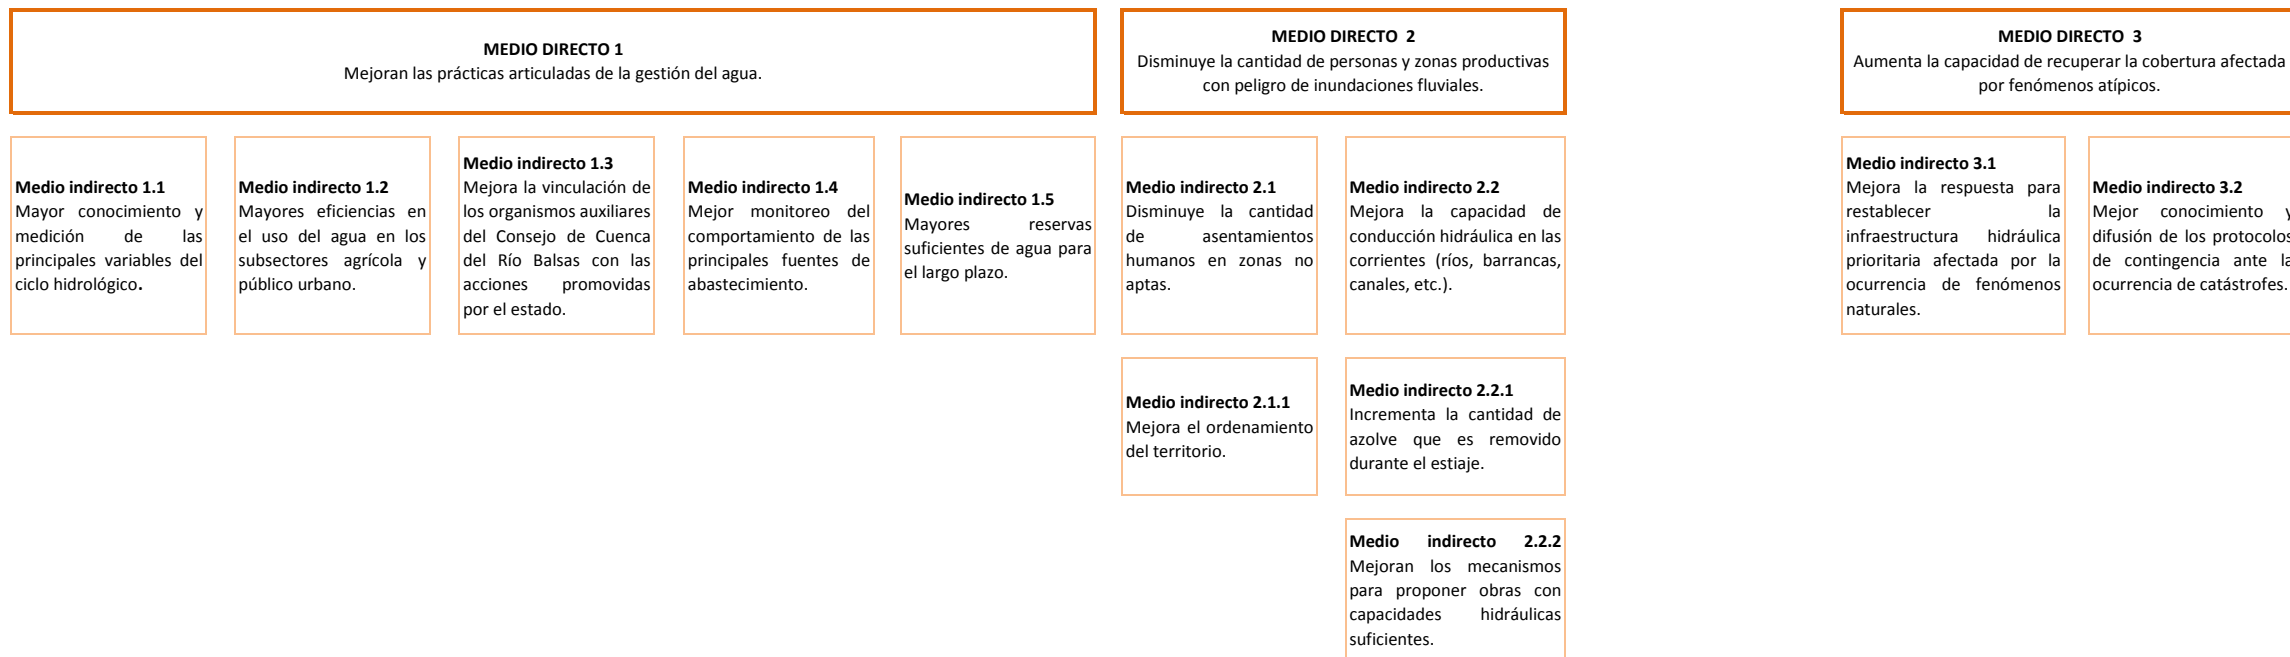 MEDIO DIRECTO 1
Mejoran las prácticas articuladas de la gestión del agua.
MEDIO DIRECTO 2
Disminuye la cantidad de personas y zonas productivas
con peligro de inundaciones fluviales.
MEDIO DIRECTO 3
Aumenta la capacidad de recuperar la cobertura afectada
por fenómenos atípicos.
Medio indirecto 1.1
Mayor conocimiento y
medición de las
principales variables del
ciclo hidrológico.
Medio indirecto 1.2
Mayores eficiencias en
el uso del agua en los
subsectores agrícola y
público urbano.
Medio indirecto 1.3
Mejora la vinculación de
los organismos auxiliares
del Consejo de Cuenca
del Río Balsas con las
acciones promovidas
por el estado.
Medio indirecto 1.4
Mejor monitoreo del
comportamiento de las
principales fuentes de
abastecimiento.
Medio indirecto 1.5
Mayores reservas
suficientes de agua para
el largo plazo.
Medio indirecto 2.1
Disminuye la cantidad
de asentamientos
humanos en zonas no
aptas.
Medio indirecto 2.2
Mejora la capacidad de
conducción hidráulica en las
corrientes (ríos, barrancas,
canales, etc.).
Medio indirecto 3.1
Mejora la respuesta para
restablecer la
infraestructura hidráulica
prioritaria afectada por la
ocurrencia de fenómenos
naturales.
Medio indirecto 3.2
Mejor conocimiento y
difusión de los protocolos
de contingencia ante la
ocurrencia de catástrofes.
Medio indirecto 2.1.1
Mejora el ordenamiento
del territorio.
Medio indirecto 2.2.1
Incrementa la cantidad de
azolve que es removido
durante el estiaje.
Medio indirecto 2.2.2
Mejoran los mecanismos
para proponer obras con
capacidades hidráulicas
suficientes.